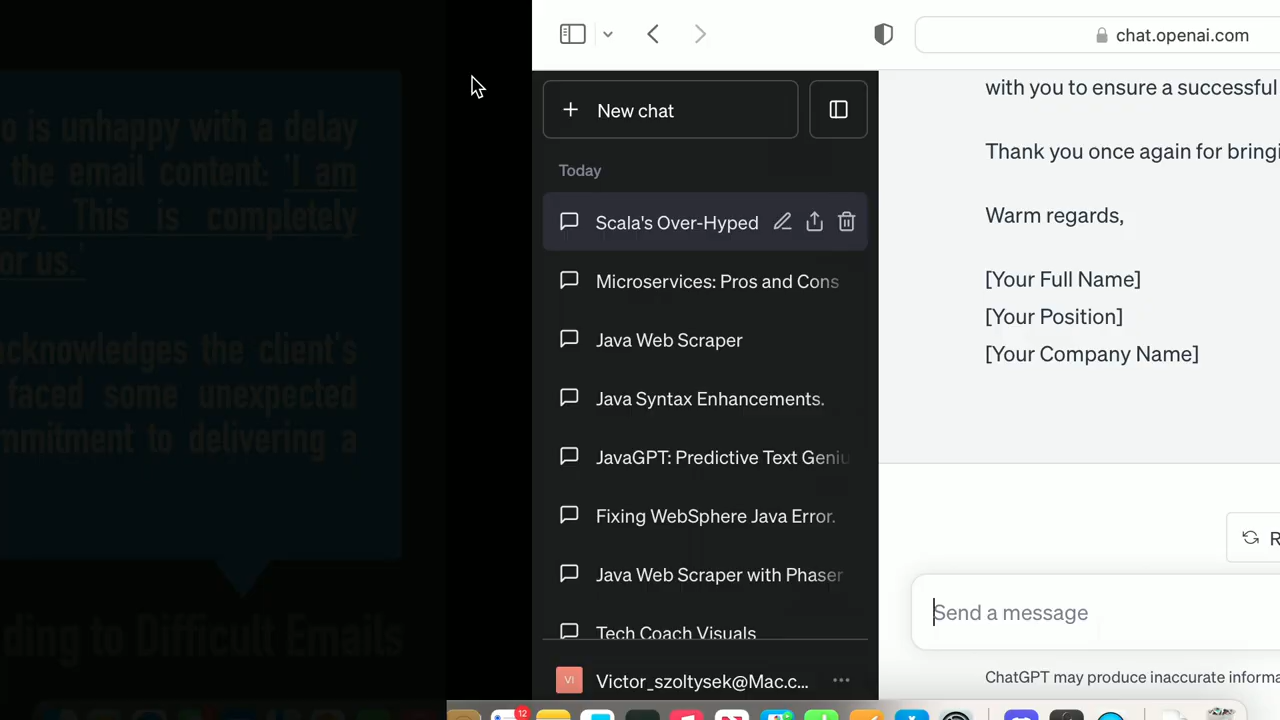 o is unhappy with a delay
the email content: 'I am
ery. This is completely
or us.'
acknowledges the client's
faced some unexpected
mmitment to delivering a
ding to Difficult Emails
chat.openai.com
New chat
Today
Scala's Over-Hyped
Microservices: Pros and Cons
Java Web Scraper
Java Syntax Enhancements.
JavaGPT: Predictive Text Geniu
Fixing WebSphere Java Error.
Java Web Scraper with Phaser
Tech Coach Visuals
VI Victor_szoltysek@Mac.c...
with you to ensure a successful
Thank you once again for bringi
Warm regards,
[Your Full Name]
[Your Position]
[Your Company Name]
R
Send a message
ChatGPT may produce inaccurate informa
12